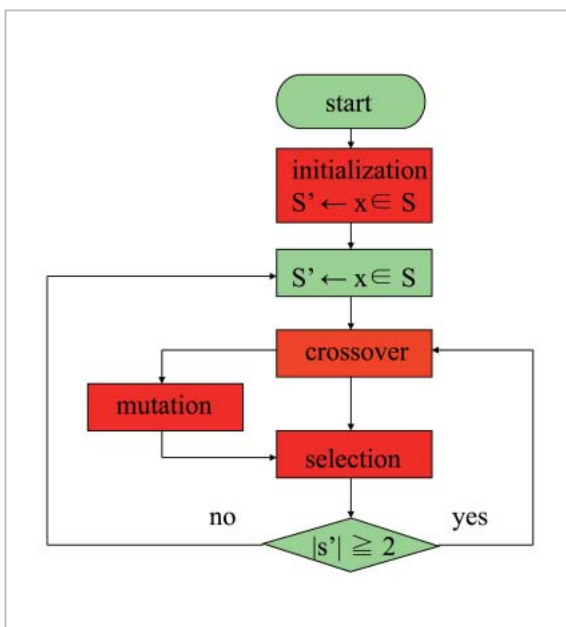 start
initialization
S’ ← x ∈ S
S’ ← x ∈ S
crossover
mutation
selection
no
yes
|s’| ≧ 2